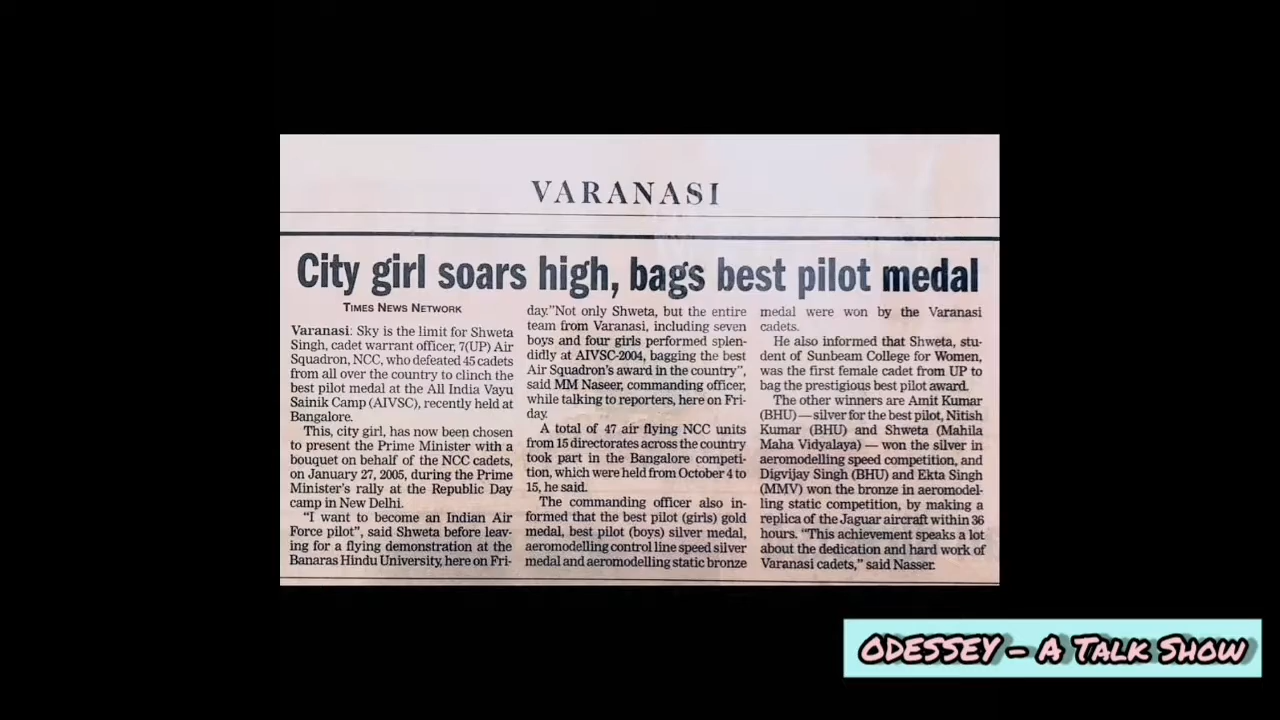 VARANASI
City girl soars high, bags best pilot medal
TIMES NEWS NETWORK
Varanasi: Sky is the limit for Shweta
Singh, cadet warrant officer, 7(UP) Air
Squadron, NCC, who defeated 45 cadets
from all over the country to clinch the
best pilot medal at the All India Vayu
Sainik Camp (AIVSC), recently held at
Bangalore.
This, city girl, has now been chosen
to present the Prime Minister with a
bouquet on behalf of the NCC cadets,
on January 27, 2005, during the Prime
Minister's rally at the Republic Day
camp in New Delhi.
"I want to become an Indian Air
Force pilot", said Shweta before leav-
ing for a flying demonstration at the
Banaras Hindu University, here on Fri-
day."Not only Shweta, but the entire
team from Varanasi, including seven
boys and four girls performed splen-
didly at AIVSC-2004, bagging the best
Air Squadron's award in the country",
said MM Naseer, commanding officer,
while talking to reporters, here on Fri-
day.
A total of 47 air flying NCC units
from 15 directorates across the country
took part in the Bangalore competi-
tion, which were held from October 4 to
15, he said.
The commanding officer also in-
formed that the best pilot (girls) gold
medal, best pilot (boys) silver medal,
aeromodelling control line speed silver
medal and aeromodelling static bronze
medal were won by the Varanasi
cadets.
He also informed that Shweta, stu-
dent of Sunbeam College for Women,
was the first female cadet from UP to
bag the prestigious best pilot award.
The other winners are Amit Kumar
(BHU) — silver for the best pilot, Nitish
Kumar (BHU) and Shweta (Mahila
Maha Vidyalaya) — won the silver in
aeromodelling speed competition, and
Digvijay Singh (BHU) and Ekta Singh
(MMV) won the bronze in aeromodel-
ling static competition, by making a
replica of the Jaguar aircraft within 36
hours. "This achievement speaks a lot
about the dedication and hard work of
Varanasi cadets," said Nasser.
ODESSEY - A TALK SHOW